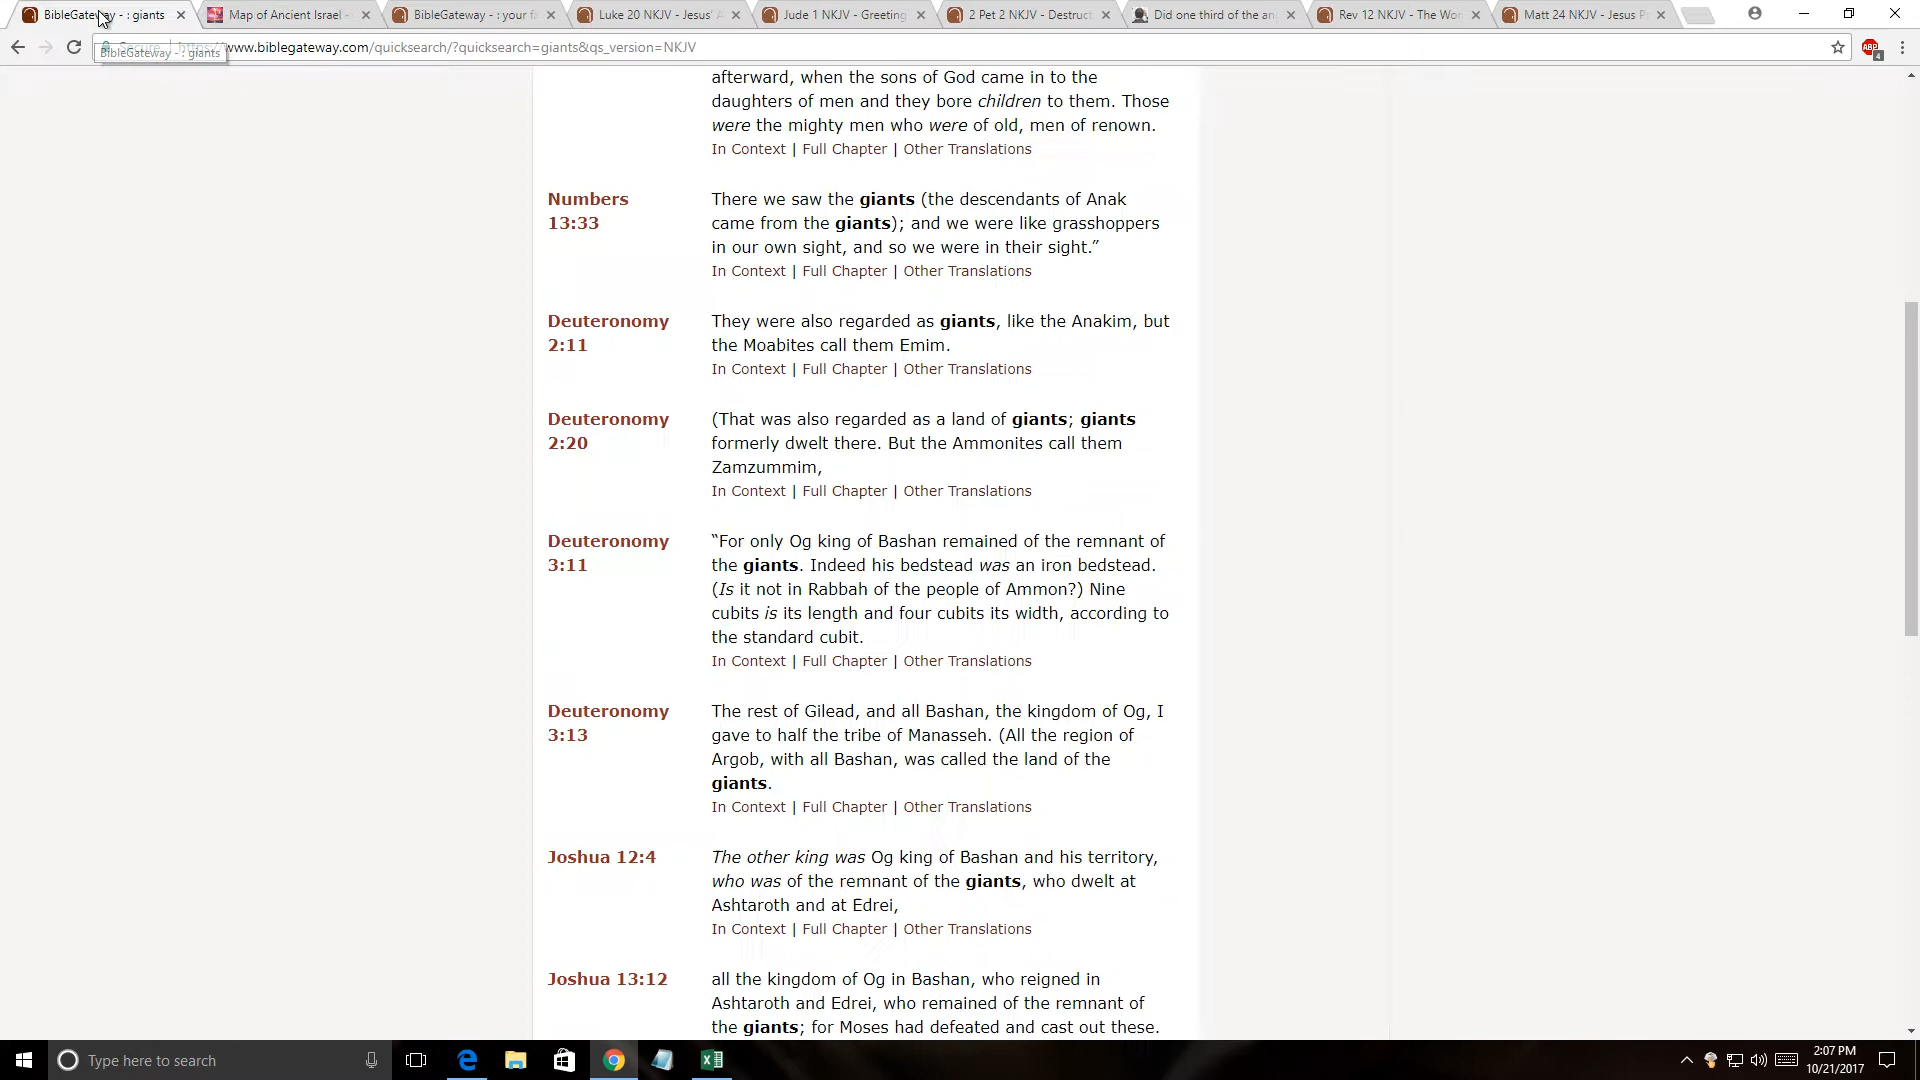 BibleGateway - : giants
Map of Ancient Israel -
BibleGateway - : your fa
Luke 20 NKJV - Jesus' A
Jude 1 NKJV - Greeting
2 Pet 2 NKJV - Destruct
Did one third of the an
Rev 12 NKJV - The Wom
Matt 24 NKJV - Jesus P
Secure
https://www.biblegateway.com/quicksearch/?quicksearch=giants&qs_version=NKJV
ABP
4
BibleGateway - : giants
afterward, when the sons of God came in to the
daughters of men and they bore children to them. Those
were the mighty men who were of old, men of renown.
In Context | Full Chapter | Other Translations
Numbers
13:33
There we saw the giants (the descendants of Anak
came from the giants); and we were like grasshoppers
in our own sight, and so we were in their sight.”
In Context | Full Chapter | Other Translations
Deuteronomy
2:11
They were also regarded as giants, like the Anakim, but
the Moabites call them Emim.
In Context | Full Chapter | Other Translations
Deuteronomy
2:20
(That was also regarded as a land of giants; giants
formerly dwelt there. But the Ammonites call them
Zamzummim,
In Context | Full Chapter | Other Translations
Deuteronomy
3:11
“For only Og king of Bashan remained of the remnant of
the giants. Indeed his bedstead was an iron bedstead.
(Is it not in Rabbah of the people of Ammon?) Nine
cubits is its length and four cubits its width, according to
the standard cubit.
In Context | Full Chapter | Other Translations
Deuteronomy
3:13
The rest of Gilead, and all Bashan, the kingdom of Og, I
gave to half the tribe of Manasseh. (All the region of
Argob, with all Bashan, was called the land of the
giants.
In Context | Full Chapter | Other Translations
Joshua 12:4
The other king was Og king of Bashan and his territory,
who was of the remnant of the giants, who dwelt at
Ashtaroth and at Edrei,
In Context | Full Chapter | Other Translations
Joshua 13:12
all the kingdom of Og in Bashan, who reigned in
Ashtaroth and Edrei, who remained of the remnant of
the giants; for Moses had defeated and cast out these.
Type here to search
2:07 PM
10/21/2017